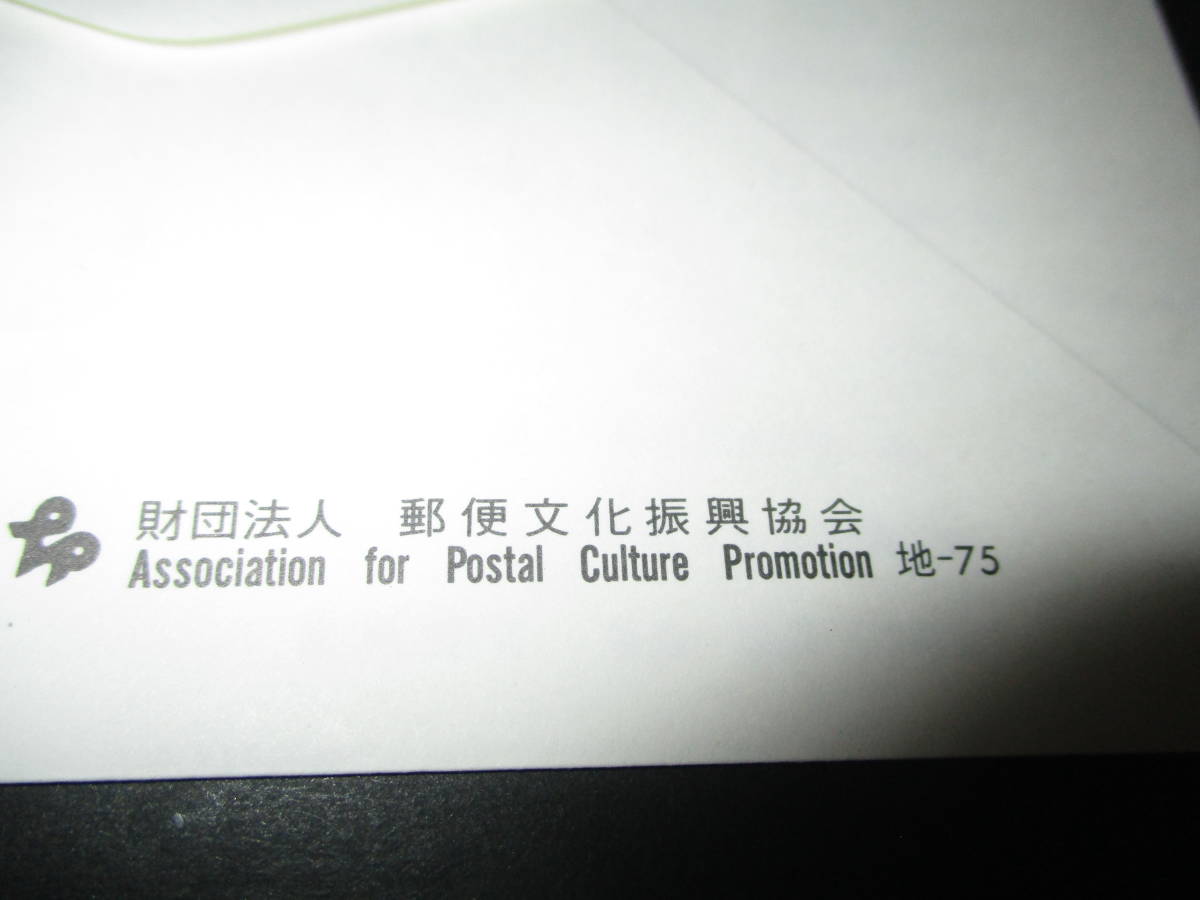 財団法人 郵便文化振興協会
Association for Postal Culture Promotion 地-75